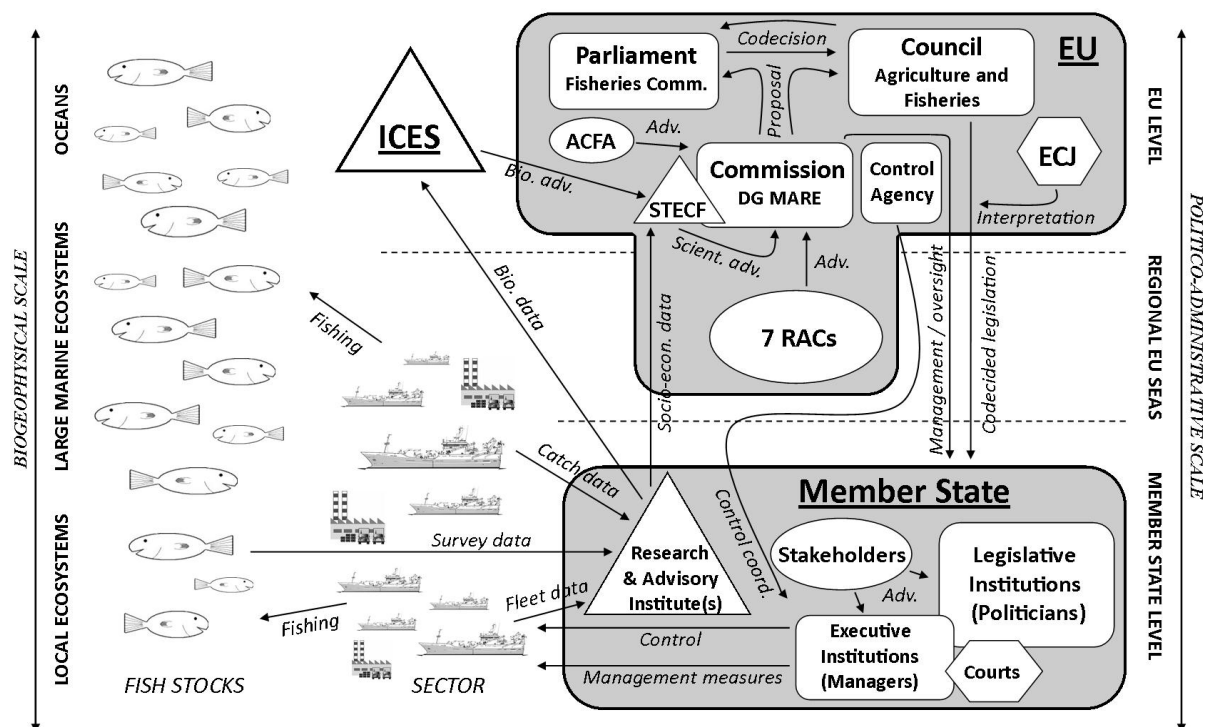 BIOGEOPHYSICAL SCALE
OCEANS
LARGE MARINE ECOSYSTEMS
LOCAL ECOSYSTEMS
FISH STOCKS
SECTOR
Fishing
Fishing
ICES
Bio. adv.
Bio. data
Socio-econ. data
Catch data
Survey data
Fleet data
EU
Parliament
Fisheries Comm.
Codecision
Council
Agriculture and
Fisheries
Proposal
ACFA
Adv.
Commission
DG MARE
STECF
Scient. adv.
Control
Agency
ECJ
Interpretation
Adv.
7 RACs
Management / oversight
Codecided legislation
Control coord.
Member State
Research
& Advisory
Institute(s)
Stakeholders
Adv.
Legislative
Institutions
(Politicians)
Executive
Institutions
(Managers)
Courts
Control
Management measures
EU LEVEL
REGIONAL EU SEAS
MEMBER STATE LEVEL
POLITICO-ADMINISTRATIVE SCALE